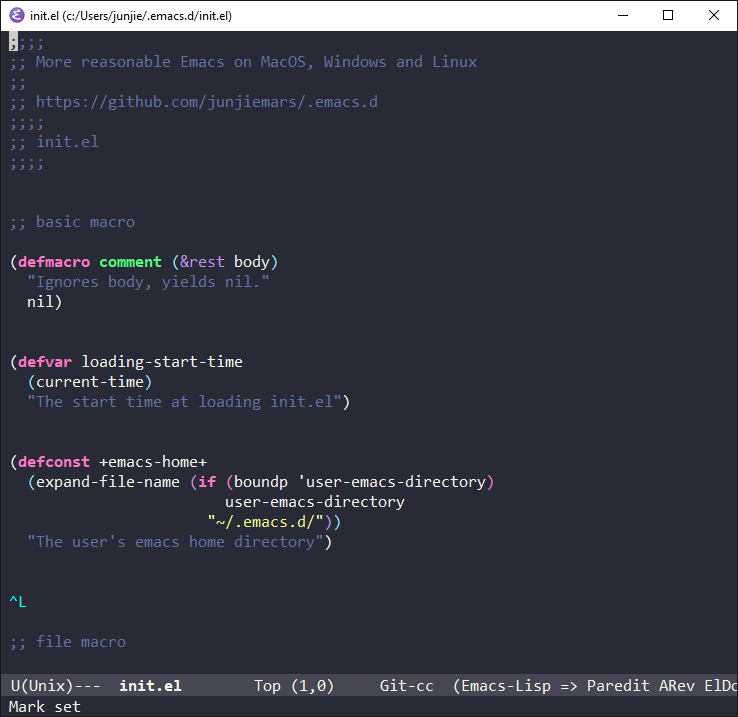 init.el (c:/Users/junjie/.emacs.d/init.el)
;;;;
;; More reasonable Emacs on MacOS, Windows and Linux
;;
;; https://github.com/junjiemars/.emacs.d
;;;;
;; init.el
;;;;
;; basic macro
(defmacro comment (&rest body)
  "Ignores body, yields nil."
  nil)
(defvar loading-start-time
  (current-time)
  "The start time at loading init.el")
(defconst +emacs-home+
  (expand-file-name (if (boundp 'user-emacs-directory)
                        user-emacs-directory
                      "~/.emacs.d/"))
  "The user's emacs home directory")
^L
;; file macro
U(Unix)---  init.el        Top (1,0)     Git-cc  (Emacs-Lisp => Paredit ARev ElDo
Mark set